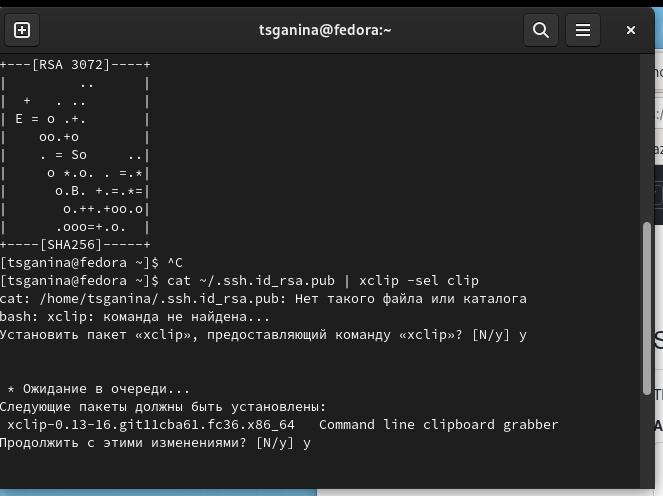 tsganina@fedora:~
+---[RSA 3072]----+
|         ..      |
|  +   . ..       |
| E = o .+.       |
|    oo.+o        |
|    . = So     ..|
|     o *.o. . =.*|
|      o.B. +.=.*=|
|       o.++.+oo.o|
|      .ooo=+.o.  |
+----[SHA256]-----+
[tsganina@fedora ~]$ ^C
[tsganina@fedora ~]$ cat ~/.ssh.id_rsa.pub | xclip -sel clip
cat: /home/tsganina/.ssh.id_rsa.pub: Нет такого файла или каталога
bash: xclip: команда не найдена...
Установить пакет «xclip», предоставляющий команду «xclip»? [N/y] y
 * Ожидание в очереди...
Следующие пакеты должны быть установлены:
 xclip-0.13-16.git11cba61.fc36.x86_64   Command line clipboard grabber
Продолжить с этими изменениями? [N/y] y